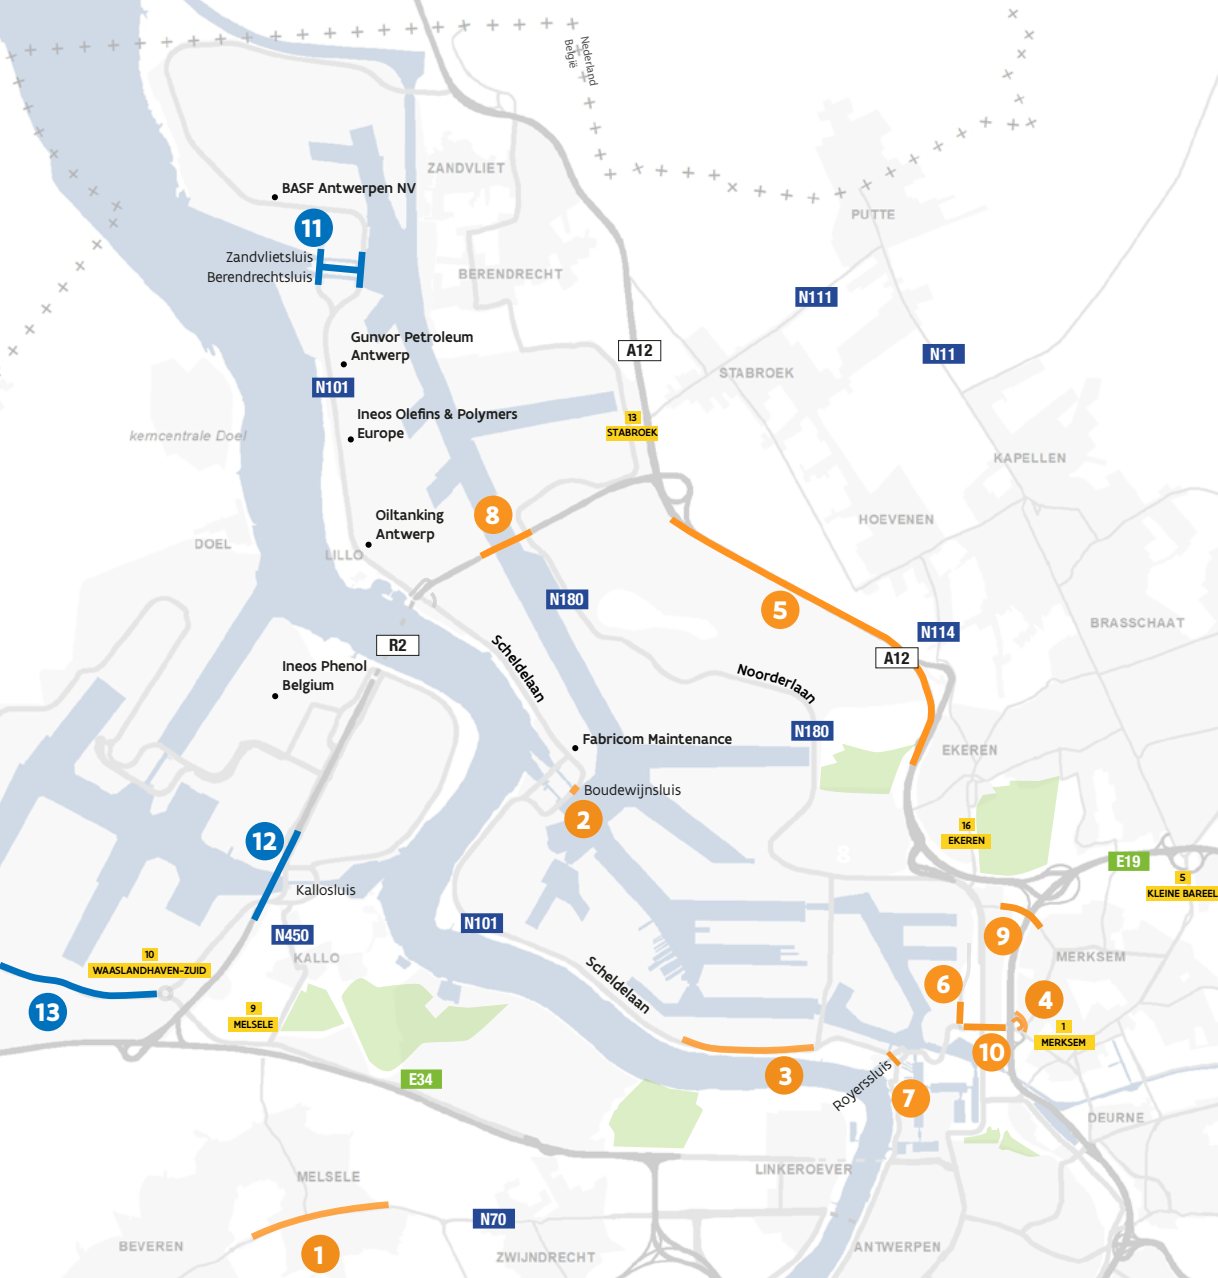 Nederland
België
ZANDVLIET
BASF Antwerpen NV
PUTTE
11
Zandvlietsluis
Berendrechtsluis
BERENDRECHT
N111
Gunvor Petroleum
Antwerp
A12
N11
STABROEK
N101
Ineos Olefins & Polymers
Europe
13
STABROEK
kerncentrale Doel
KAPELLEN
Oiltanking
Antwerp
8
HOEVENEN
DOEL
LILLO
N180
5
N114
BRASSCHAAT
R2
A12
Scheldelaan
Ineos Phenol
Belgium
Noorderlaan
N180
Fabricom Maintenance
EKEREN
Boudewijnsluis
2
16
EKEREN
12
8
E19
5
KLEINE BAREEL
Kallosluis
N101
N450
9
10
WAASLANDHAVEN-ZUID
KALLO
MERKSEM
Scheldelaan
6
4
13
9
MELSELE
1
MERKSEM
10
E34
3
Royerssluis
7
DEURNE
MELSELE
LINKEROEVER
N70
BEVEREN
1
ZWIJNDRECHT
ANTWERPEN